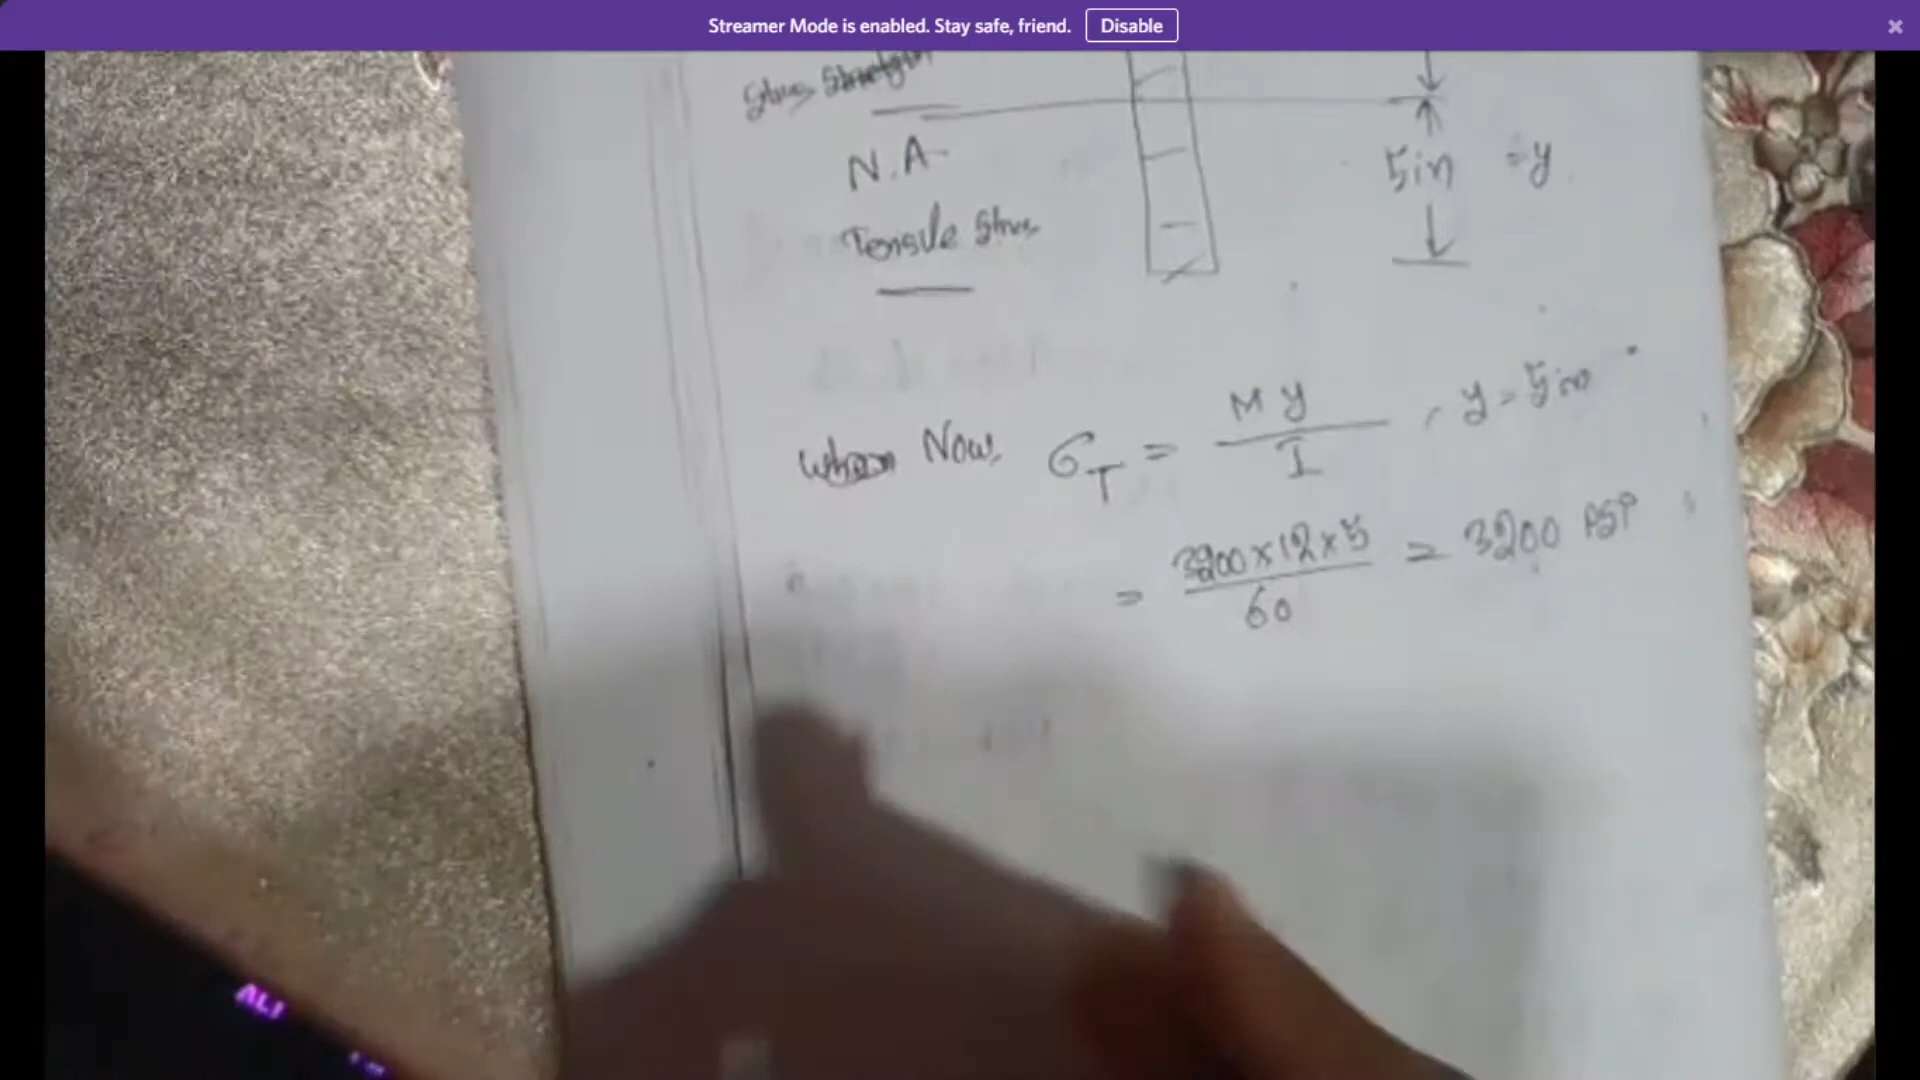 Streamer Mode is enabled. Stay safe, friend. Disable
N.A
5in = y
Tensile Stress
Now, σT = M y / I , y = 5in
= 3200 x 12 x 5 / 60 = 3200 PSI
ALI